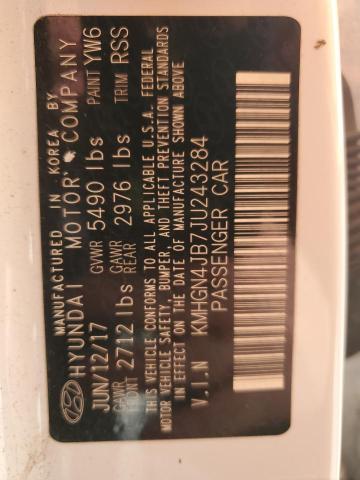 MANUFACTURED IN KOREA BY
HYUNDAI MOTOR COMPANY
JUN/12/17 GVWR 5490 lbs PAINT YW6
GAWR FRONT 2712 lbs GAWR REAR 2976 lbs TRIM RSS
THIS VEHICLE CONFORMS TO ALL APPLICABLE U.S.A. FEDERAL
MOTOR VEHICLE SAFETY, BUMPER, AND THEFT PREVENTION STANDARDS
IN EFFECT ON THE DATE OF MANUFACTURE SHOWN ABOVE
V.I.N KMHGN4JB7JU243284
PASSENGER CAR